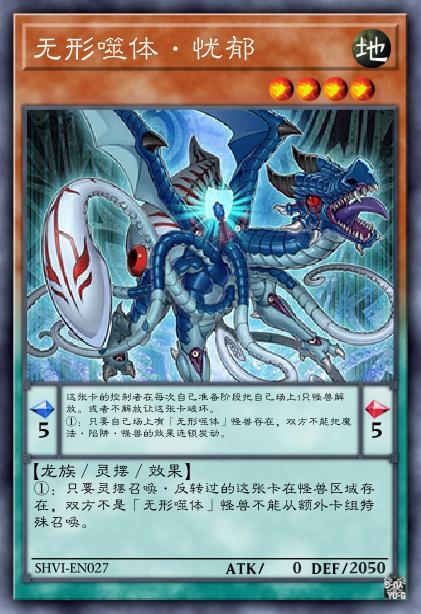 无形噬体·恍郁
地
这张卡的控制者在每次自己准备阶段把自己场上1只怪兽解
放。或者不解放让这张卡破坏。
①：只要自己场上有「无形噬体」怪兽存在，双方不能把魔
法·陷阱·怪兽的效果连锁发动。
5
5
【龙族／灵摆／效果】
①：只要灵摆召唤·反转过的这张卡在怪兽区域存
在，双方不是「无形噬体」怪兽不能从额外卡组特
殊召唤。
SHVI-EN027
ATK/ 0 DEF/2050